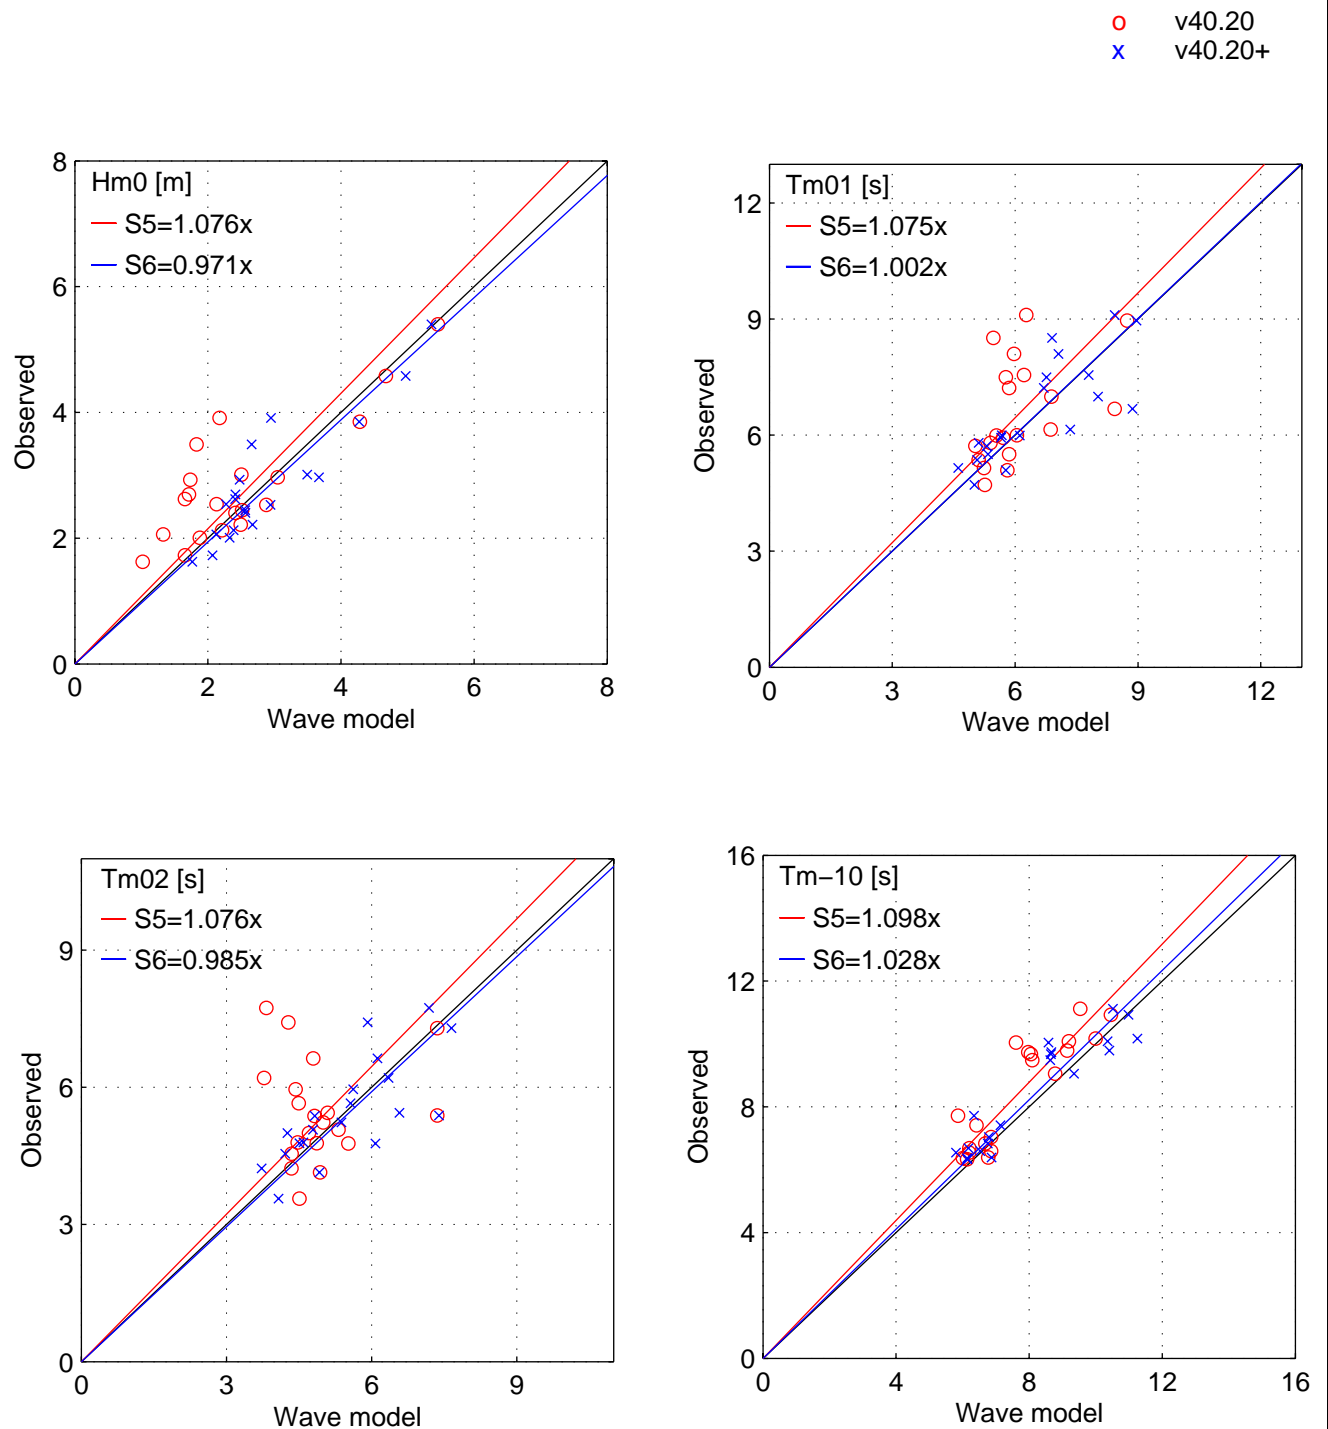 o v40.20
x v40.20+
Hm0 [m]
S5=1.076x
S6=0.971x
8
6
4
2
0
0 2 4 6 8
Observed
Wave model
Tm01 [s]
S5=1.075x
S6=1.002x
12
9
6
3
0
0 3 6 9 12
Observed
Wave model
Tm02 [s]
S5=1.076x
S6=0.985x
9
6
3
0
0 3 6 9
Observed
Wave model
Tm−10 [s]
S5=1.098x
S6=1.028x
16
12
8
4
0
0 4 8 12 16
Observed
Wave model